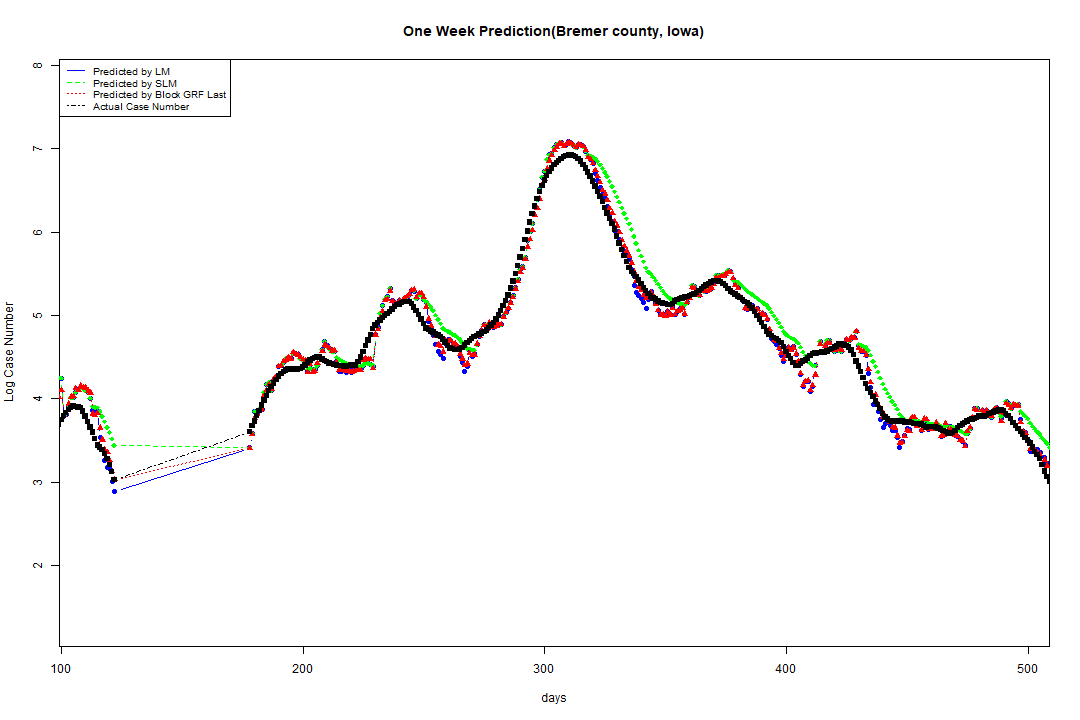 One Week Prediction(Bremer county, Iowa)
Predicted by LM
Predicted by SLM
Predicted by Block GRF Last
Actual Case Number
Log Case Number
8
7
6
5
4
3
2
100 200 300 400 500
days